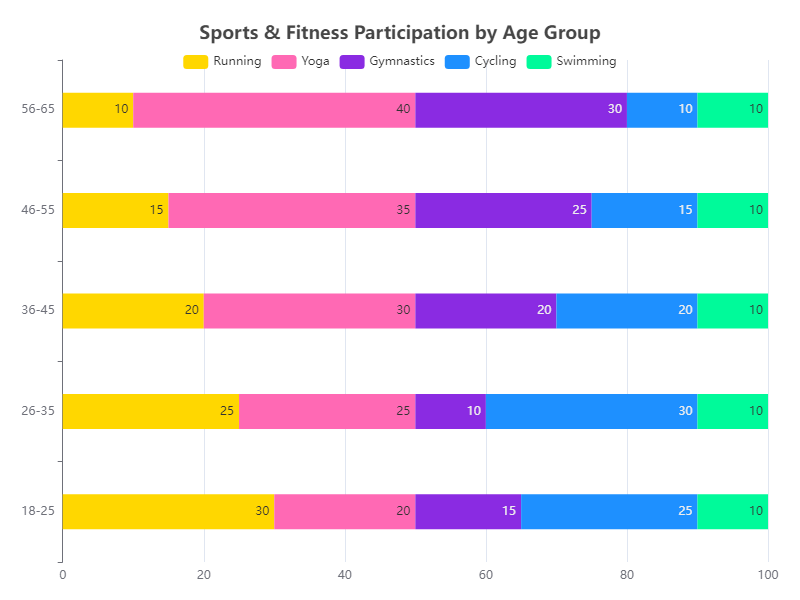 Sports & Fitness Participation by Age Group
Running Yoga Gymnastics Cycling Swimming
56-65 10 40 30 10 10
46-55 15 35 25 15 10
36-45 20 30 20 20 10
26-35 25 25 10 30 10
18-25 30 20 15 25 10
0 20 40 60 80 100